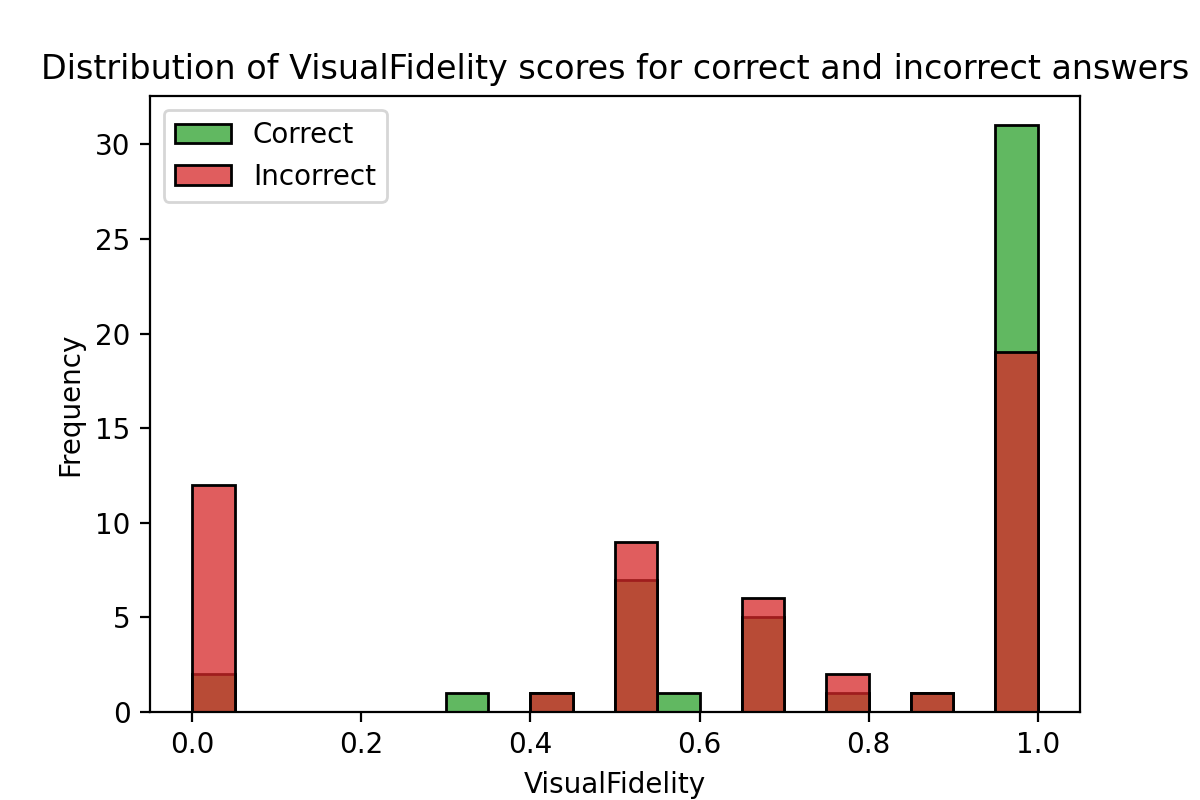 Distribution of VisualFidelity scores for correct and incorrect answers
Correct
Incorrect
30
25
20
15
10
5
0
Frequency
0.0 0.2 0.4 0.6 0.8 1.0
VisualFidelity